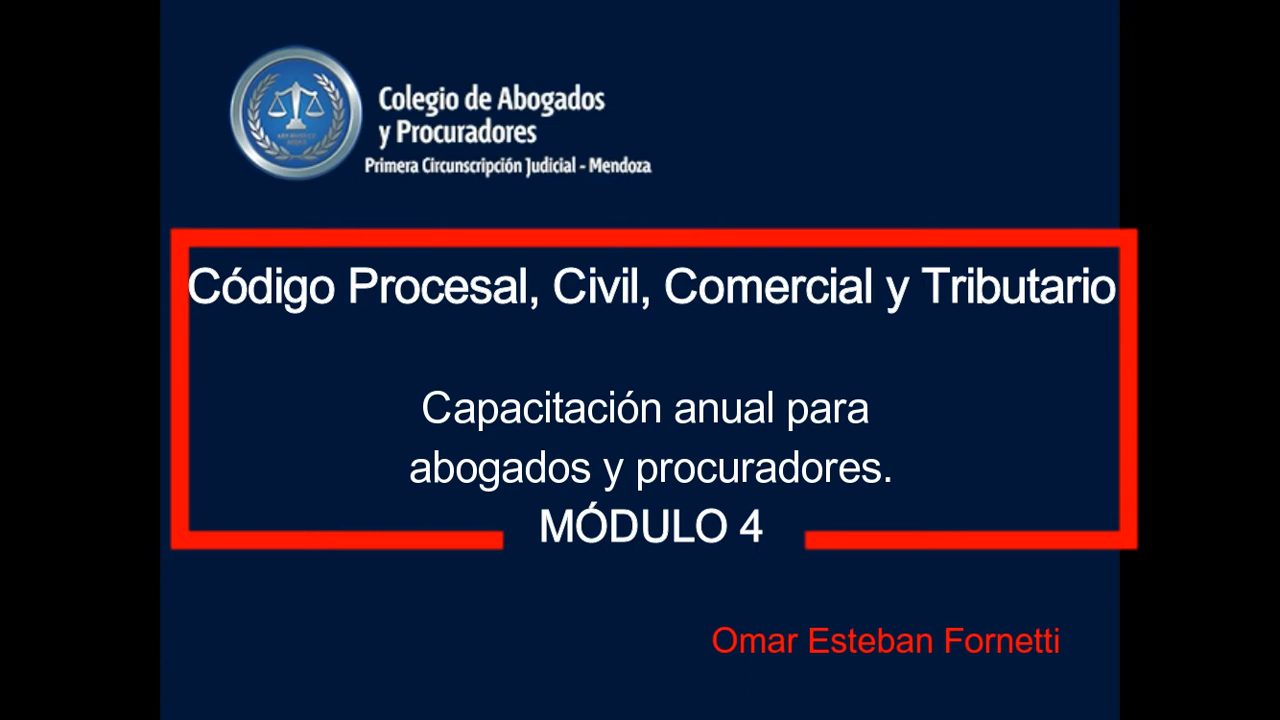 Colegio de Abogados
y Procuradores
Primera Circunscripción Judicial - Mendoza
Código Procesal, Civil, Comercial y Tributario
Capacitación anual para
abogados y procuradores.
MÓDULO 4
Omar Esteban Fornetti